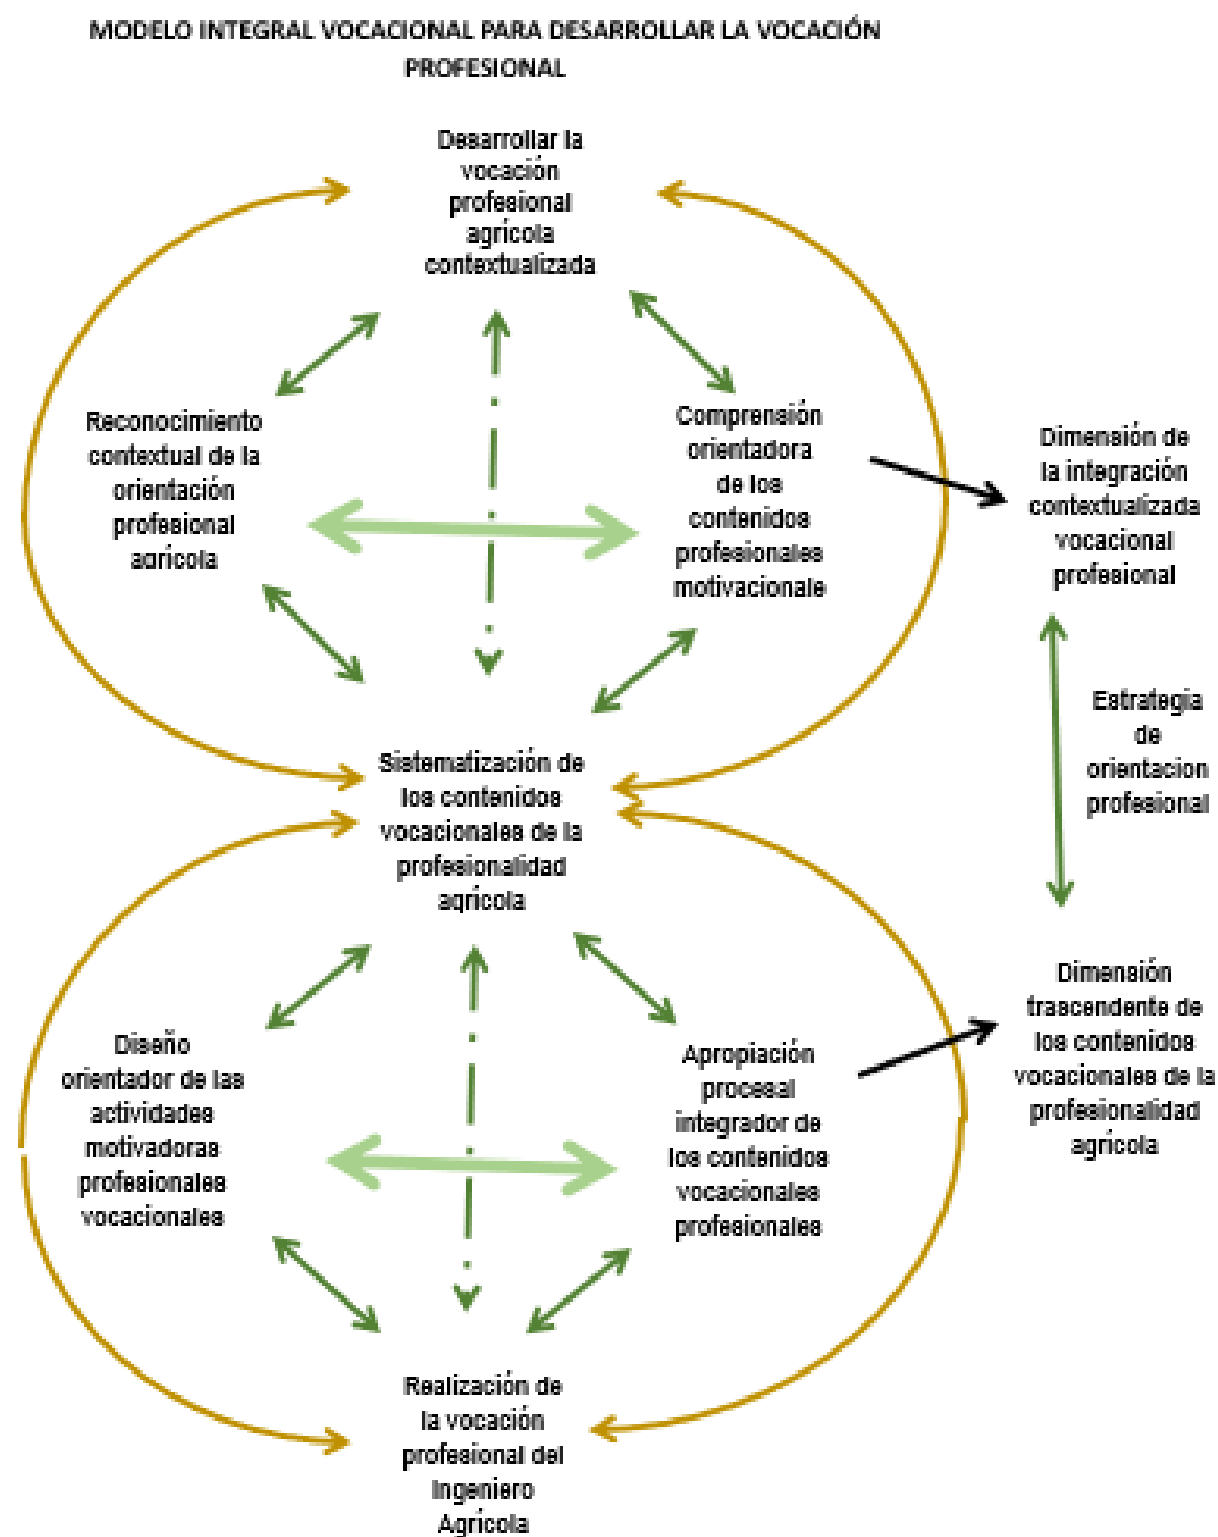 MODELO INTEGRAL VOCACIONAL PARA DESARROLLAR LA VOCACIÓN
PROFESIONAL
Desarrollar la
vocación
profesional
agrícola
contextualizada
Reconocimiento
contextual de la
orientación
profesional
agrícola
Comprensión
orientadora
de los
contenidos
profesionales
motivacionale
Dimensión de
la integración
contextualizada
vocacional
profesional
Estrategia
de
orientacion
profesional
Sistematización de
los contenidos
vocacionales de la
profesionalidad
agrícola
Diseño
orientador de las
actividades
motivadoras
profesionales
vocacionales
Apropiación
procesal
integrador de
los contenidos
vocacionales
profesionales
Dimensión
trascendente de
los contenidos
vocacionales de la
profesionalidad
agrícola
Realización de
la vocación
profesional del
Ingeniero
Agrícola